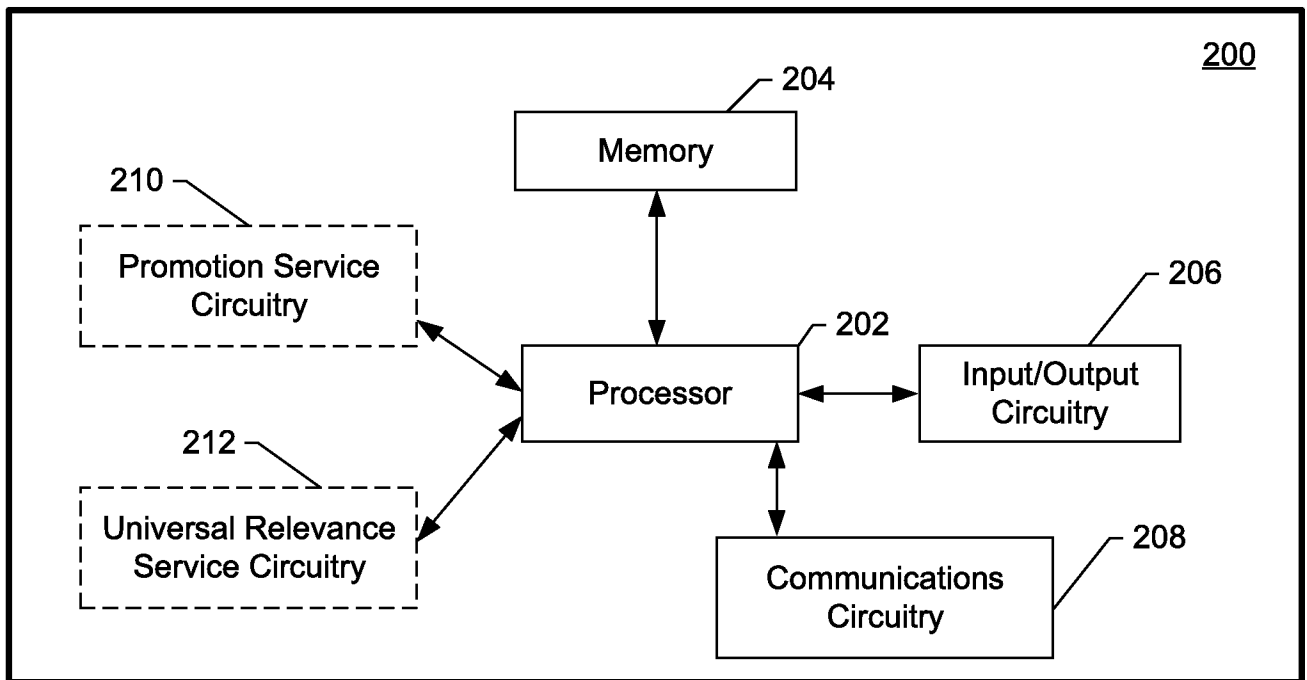 200
204
Memory
210
Promotion Service
Circuitry
206
202
Input/Output
Circuitry
Processor
212
Universal Relevance
Service Circuitry
208
Communications
Circuitry